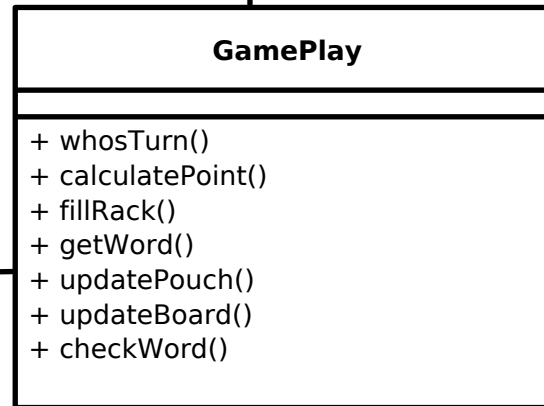 GamePlay
+ whosTurn()
+ calculatePoint()
+ fillRack()
+ getWord()
+ updatePouch()
+ updateBoard()
+ checkWord()